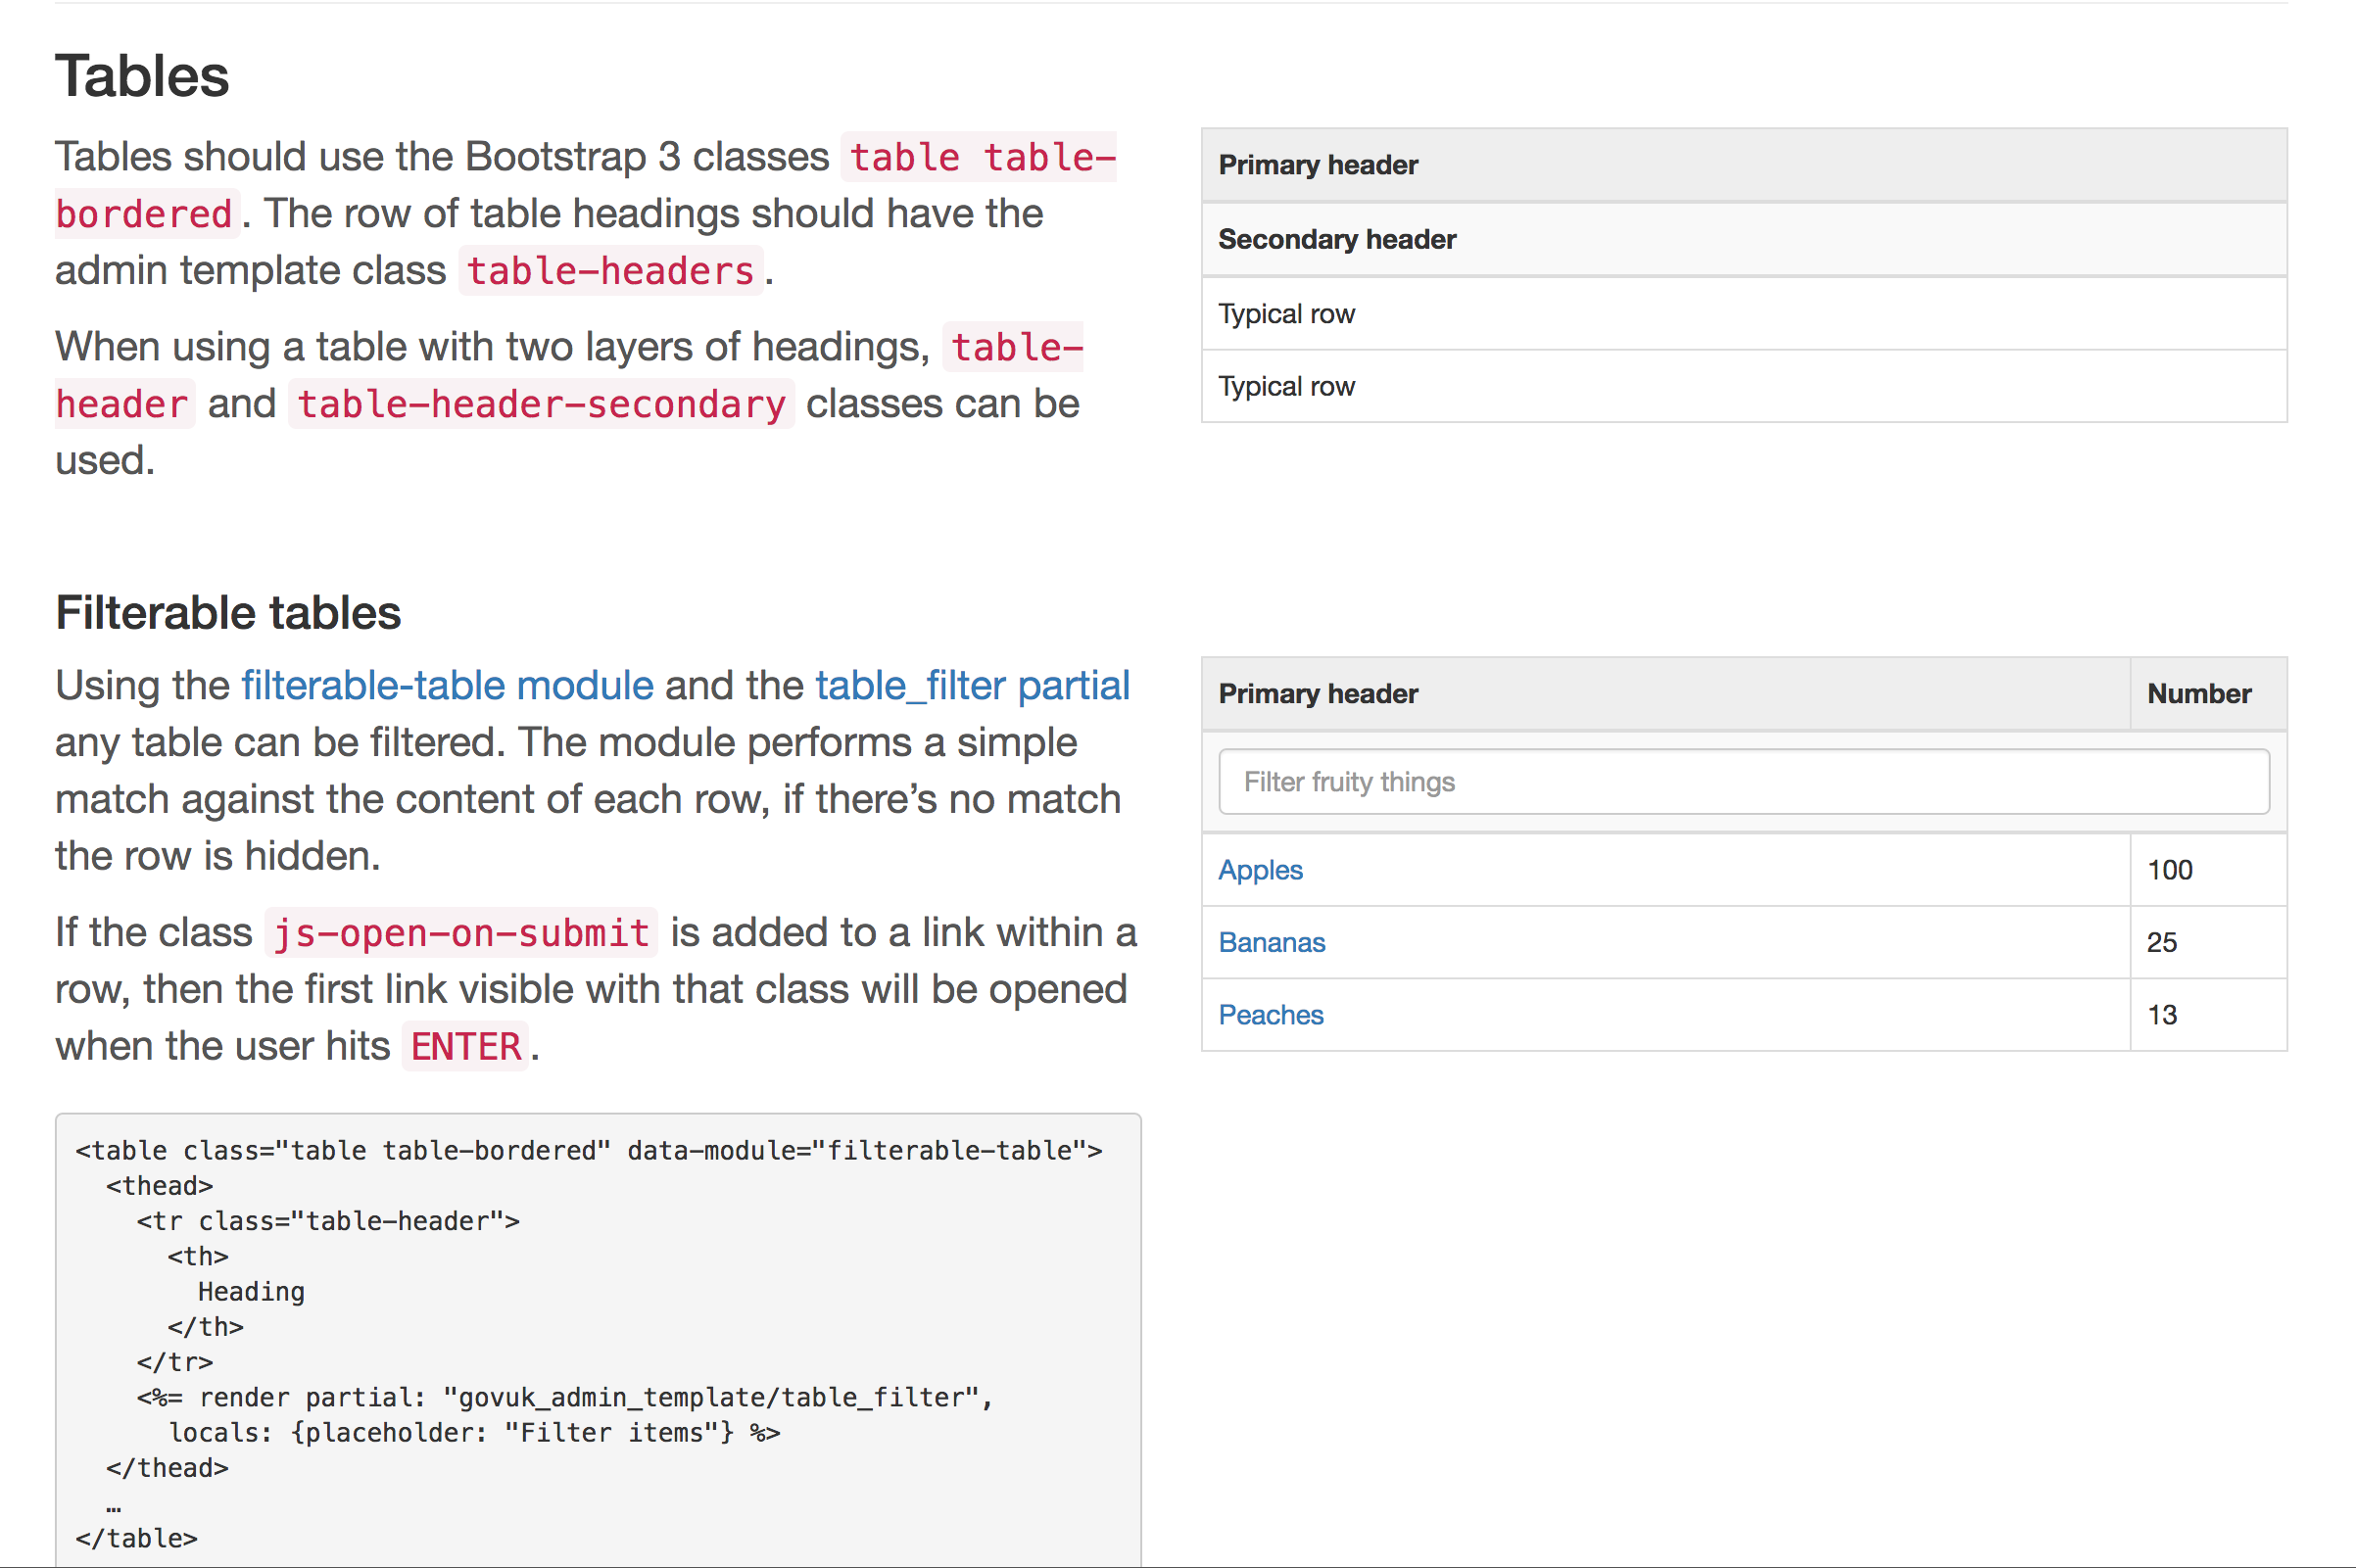 Tables
Tables should use the Bootstrap 3 classes table table-
bordered. The row of table headings should have the
admin template class table-headers.
When using a table with two layers of headings, table-
header and table-header-secondary classes can be
used.
Primary header
Secondary header
Typical row
Typical row
Filterable tables
Using the filterable-table module and the table_filter partial
any table can be filtered. The module performs a simple
match against the content of each row, if there’s no match
the row is hidden.
If the class js-open-on-submit is added to a link within a
row, then the first link visible with that class will be opened
when the user hits ENTER.
Primary header Number
Filter fruity things
Apples 100
Bananas 25
Peaches 13
<table class="table table-bordered" data-module="filterable-table">
  <thead>
    <tr class="table-header">
      <th>
        Heading
      </th>
    </tr>
    <%= render partial: "govuk_admin_template/table_filter",
      locals: {placeholder: "Filter items"} %>
  </thead>
  …
</table>